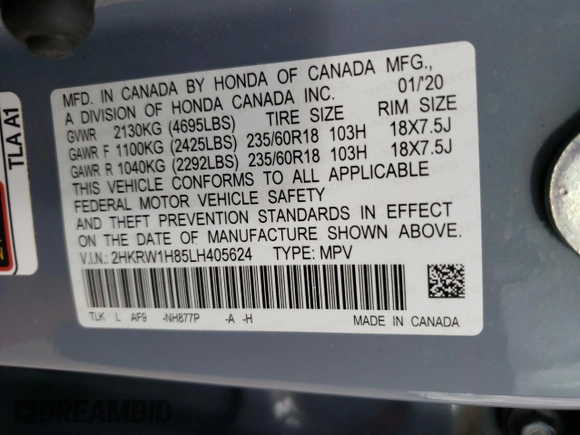 MFD. IN CANADA BY HONDA OF CANADA MFG.,
A DIVISION OF HONDA CANADA INC. 01/'20
GVWR 2130KG (4695LBS) TIRE SIZE RIM SIZE
GAWR F 1100KG (2425LBS) 235/60R18 103H 18X7.5J
GAWR R 1040KG (2292LBS) 235/60R18 103H 18X7.5J
THIS VEHICLE CONFORMS TO ALL APPLICABLE
FEDERAL MOTOR VEHICLE SAFETY
AND THEFT PREVENTION STANDARDS IN EFFECT
ON THE DATE OF MANUFACTURE SHOWN ABOVE.
V.I.N.: 2HKRW1H85LH405624 TYPE: MPV
TLK L AF9 -NH877P -A -H MADE IN CANADA
TLA A1
DREAMBID